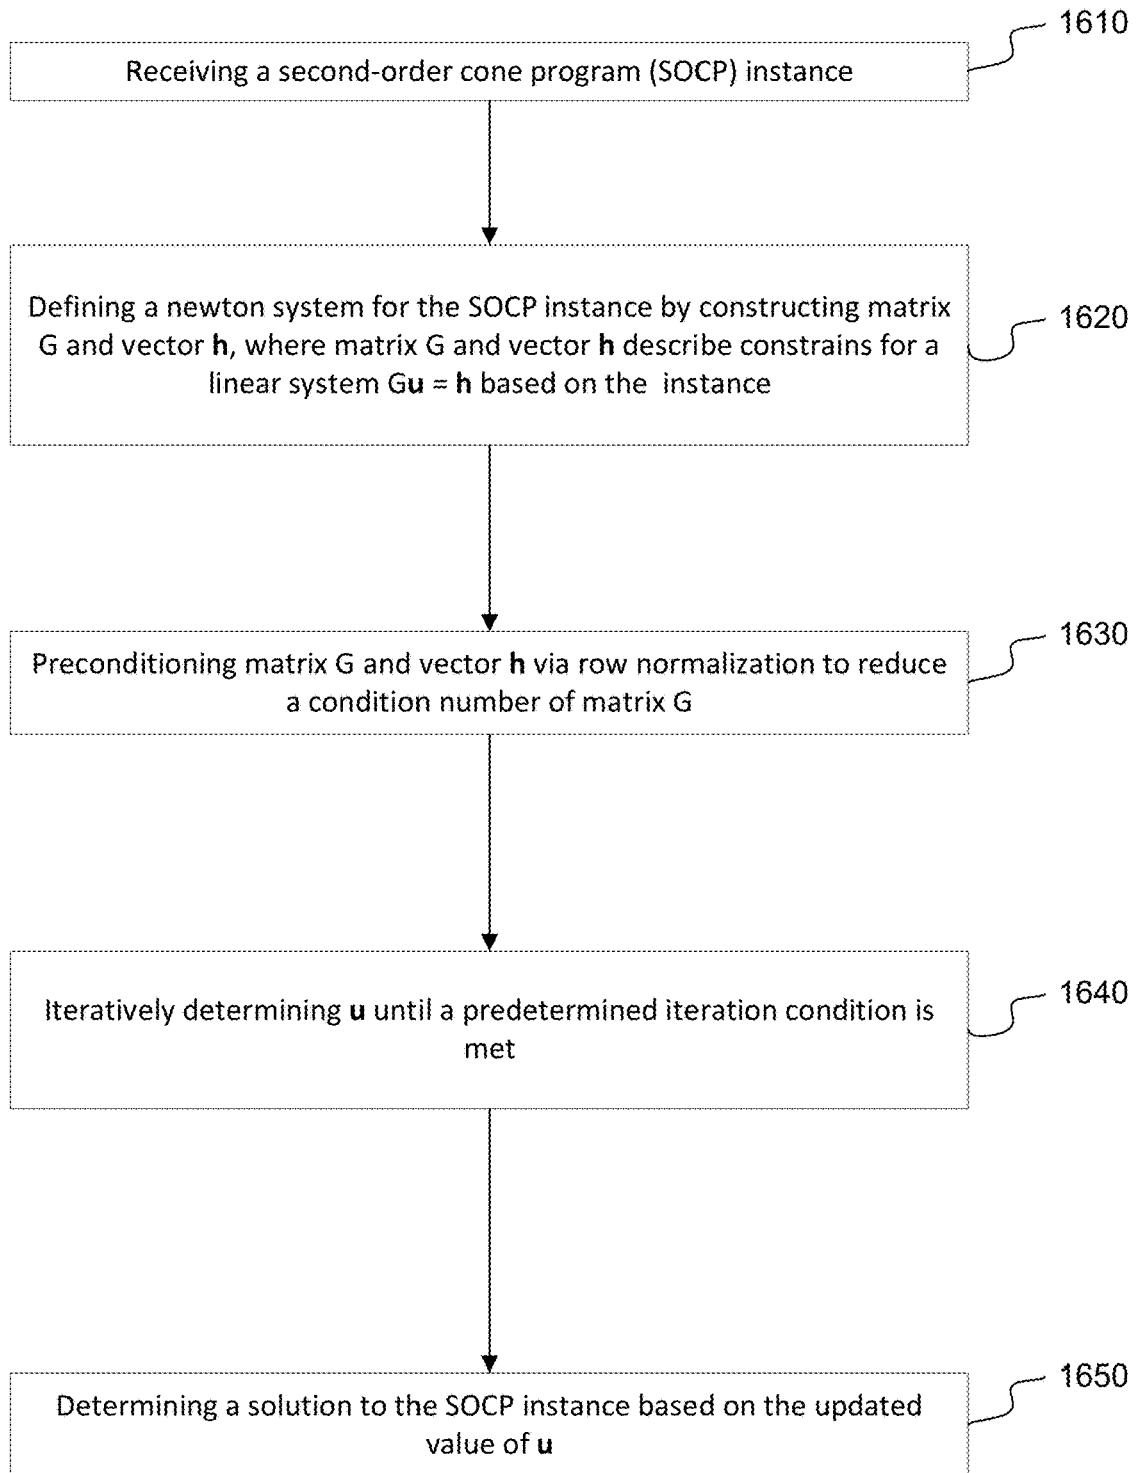 1610
Receiving a second-order cone program (SOCP) instance
Defining a newton system for the SOCP instance by constructing matrix
G and vector h, where matrix G and vector h describe constrains for a
linear system Gu = h based on the instance
1620
1630
Preconditioning matrix G and vector h via row normalization to reduce
a condition number of matrix G
1640
Iteratively determining u until a predetermined iteration condition is
met
1650
Determining a solution to the SOCP instance based on the updated
value of u